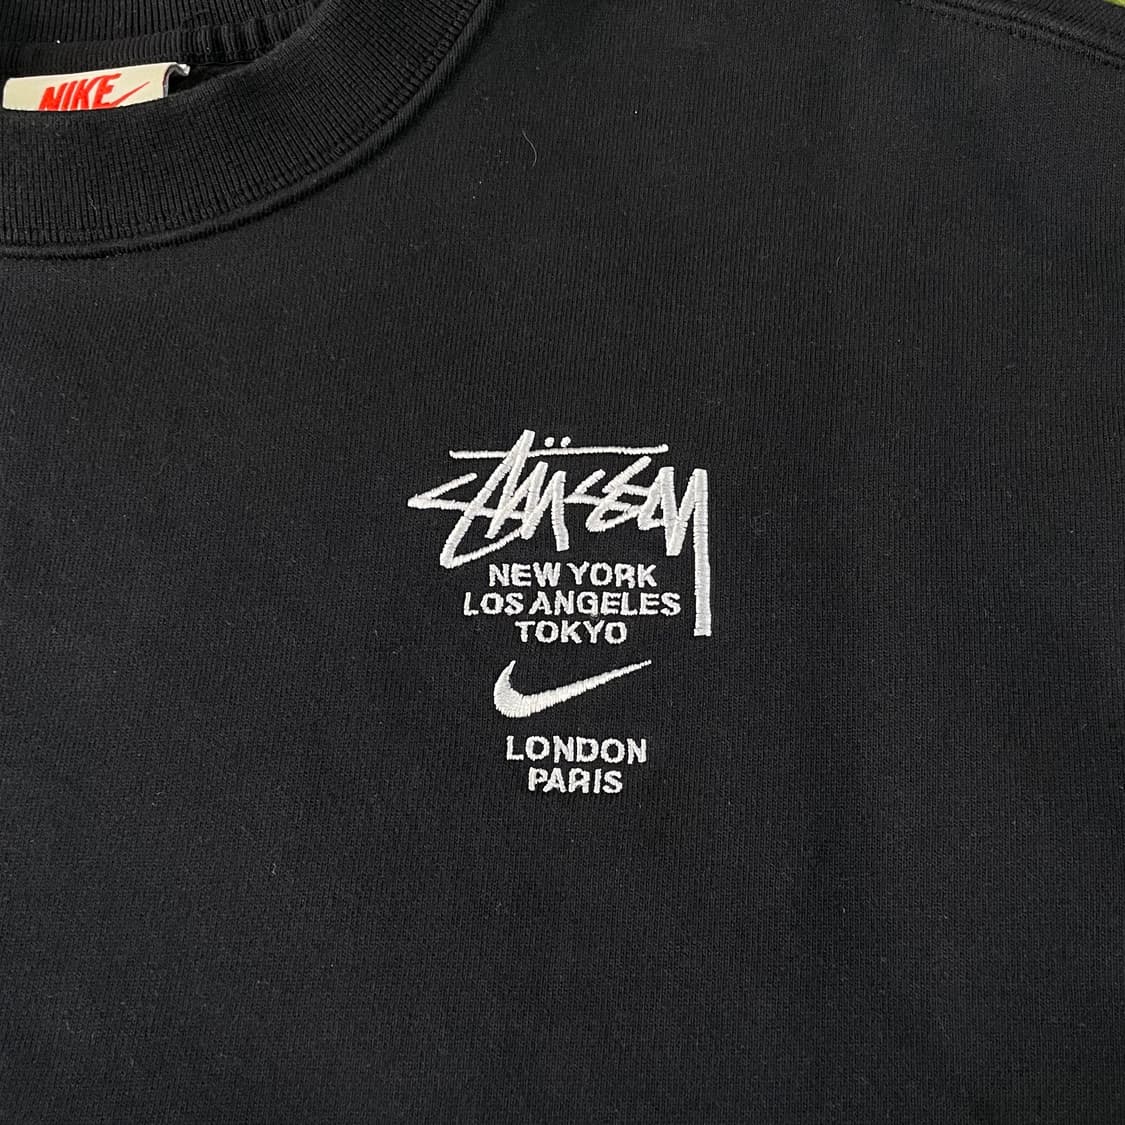 NIKE
STÜSSY
NEW YORK
LOS ANGELES
TOKYO
LONDON
PARIS